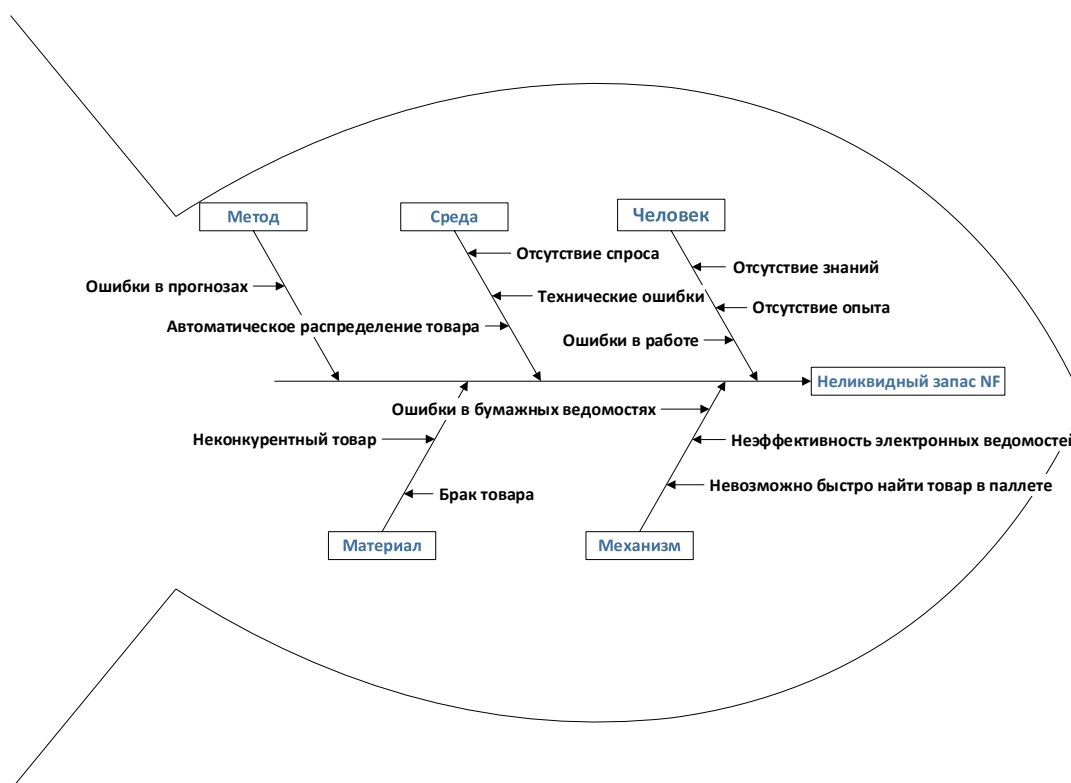 Метод
Среда
Человек
Отсутствие спроса
Отсутствие знаний
Ошибки в прогнозах
Технические ошибки
Отсутствие опыта
Автоматическое распределение товара
Ошибки в работе
Неликвидный запас NF
Ошибки в бумажных ведомостях
Неконкурентный товар
Неэффективность электронных ведомостей
Невозможно быстро найти товар в паллете
Брак товара
Материал
Механизм